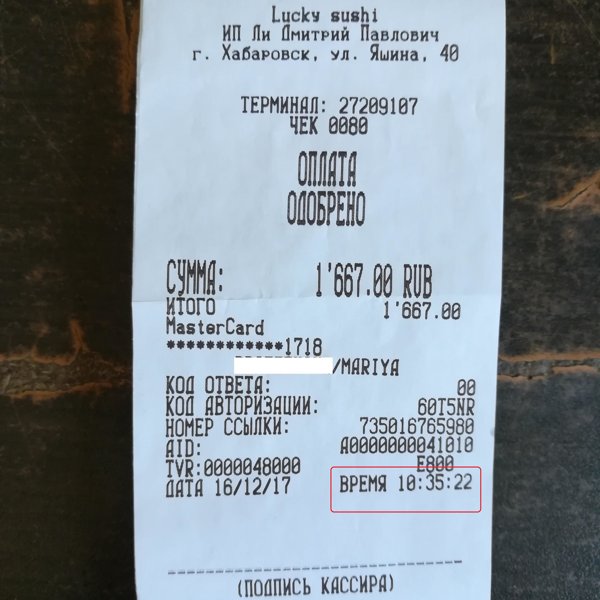 Lucky sushi
ИП Ли Дмитрий Павлович
г. Хабаровск, ул. Яшина, 40
ТЕРМИНАЛ: 27209107
ЧЕК 0080
ОПЛАТА
ОДОБРЕНО
СУММА: 1'667.00 RUB
ИТОГО 1'667.00
MasterCard
************1718
/MARIYA
КОД ОТВЕТА: 00
КОД АВТОРИЗАЦИИ: 60T5NR
НОМЕР ССЫЛКИ: 735016765980
AID: A0000000041010
TVR:0000048000 E800
ДАТА 16/12/17 ВРЕМЯ 10:35:22
(ПОДПИСЬ КАССИРА)